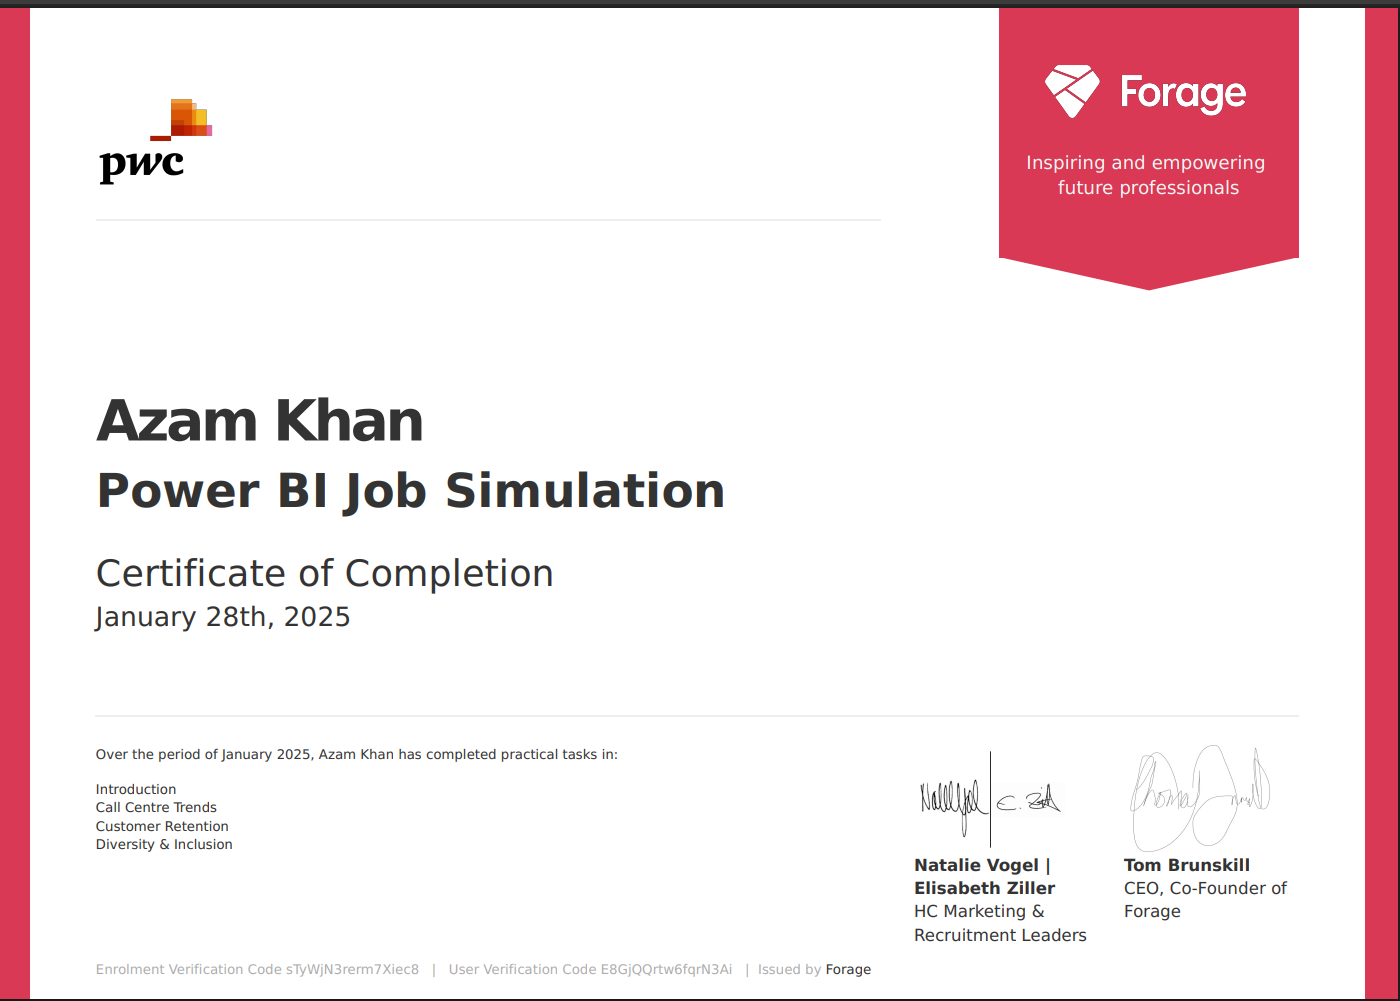 pwc
Forage
Inspiring and empowering
future professionals
Azam Khan
Power BI Job Simulation
Certificate of Completion
January 28th, 2025
Over the period of January 2025, Azam Khan has completed practical tasks in:
Introduction
Call Centre Trends
Customer Retention
Diversity & Inclusion
Natalie Vogel |
Elisabeth Ziller
HC Marketing &
Recruitment Leaders
Tom Brunskill
CEO, Co-Founder of
Forage
Enrolment Verification Code sTyWjN3rerm7Xiec8 | User Verification Code E8GjQQrtw6fqrN3Ai | Issued by Forage